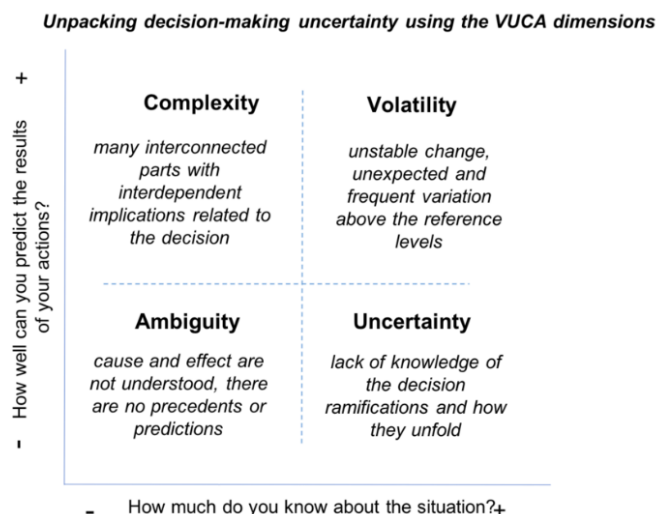 Unpacking decision-making uncertainty using the VUCA dimensions
+
How well can you predict the results
of your actions?
-
Complexity
many interconnected
parts with
interdependent
implications related to
the decision
Volatility
unstable change,
unexpected and
frequent variation
above the reference
levels
Ambiguity
cause and effect are
not understood, there
are no precedents or
predictions
Uncertainty
lack of knowledge of
the decision
ramifications and how
they unfold
- How much do you know about the situation?+